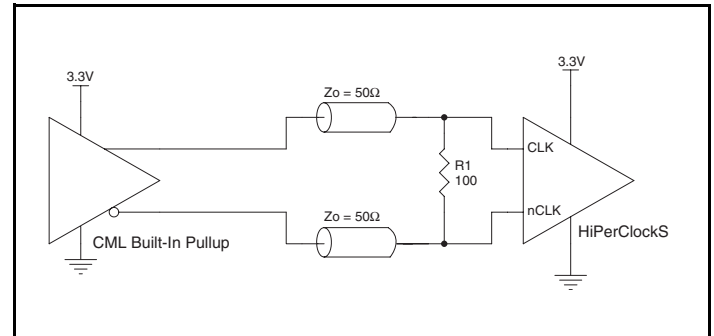 3.3V
3.3V
Zo = 50Ω
CLK
R1
100
nCLK
Zo = 50Ω
CML Built-In Pullup
HiPerClockS